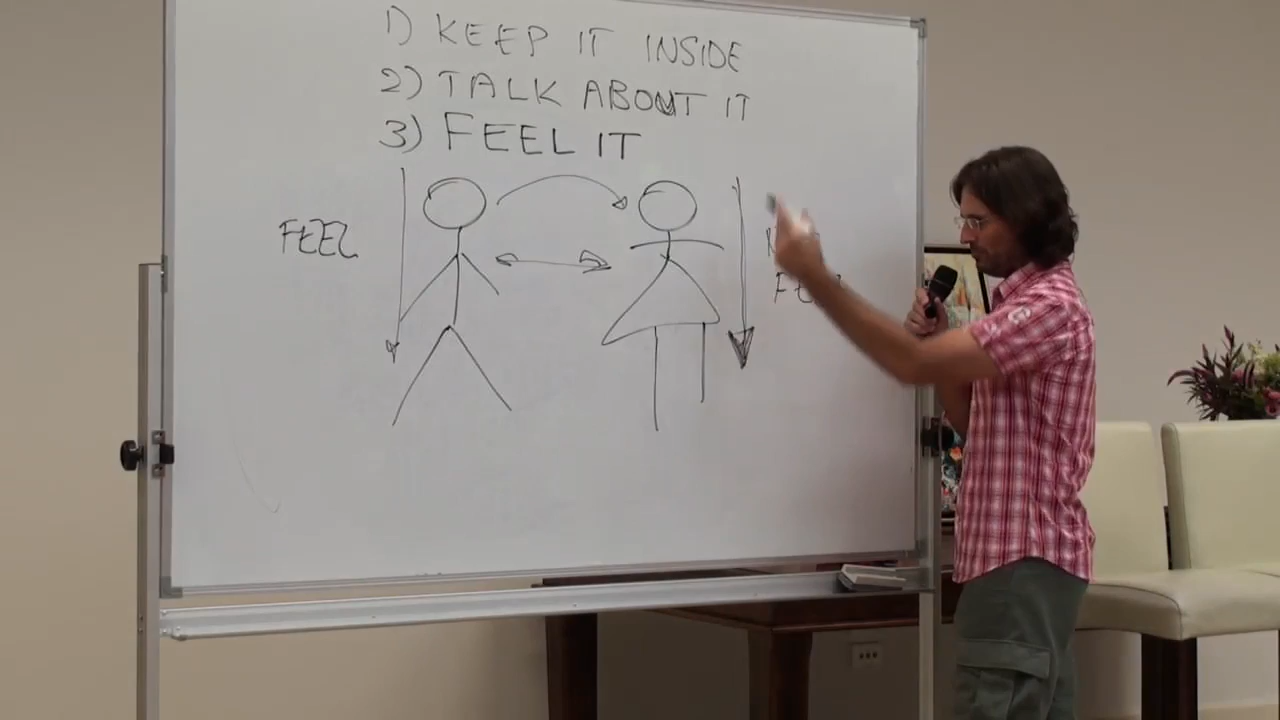 1) KEEP IT INSIDE
2) TALK ABOUT IT
3) FEEL IT
FEEL